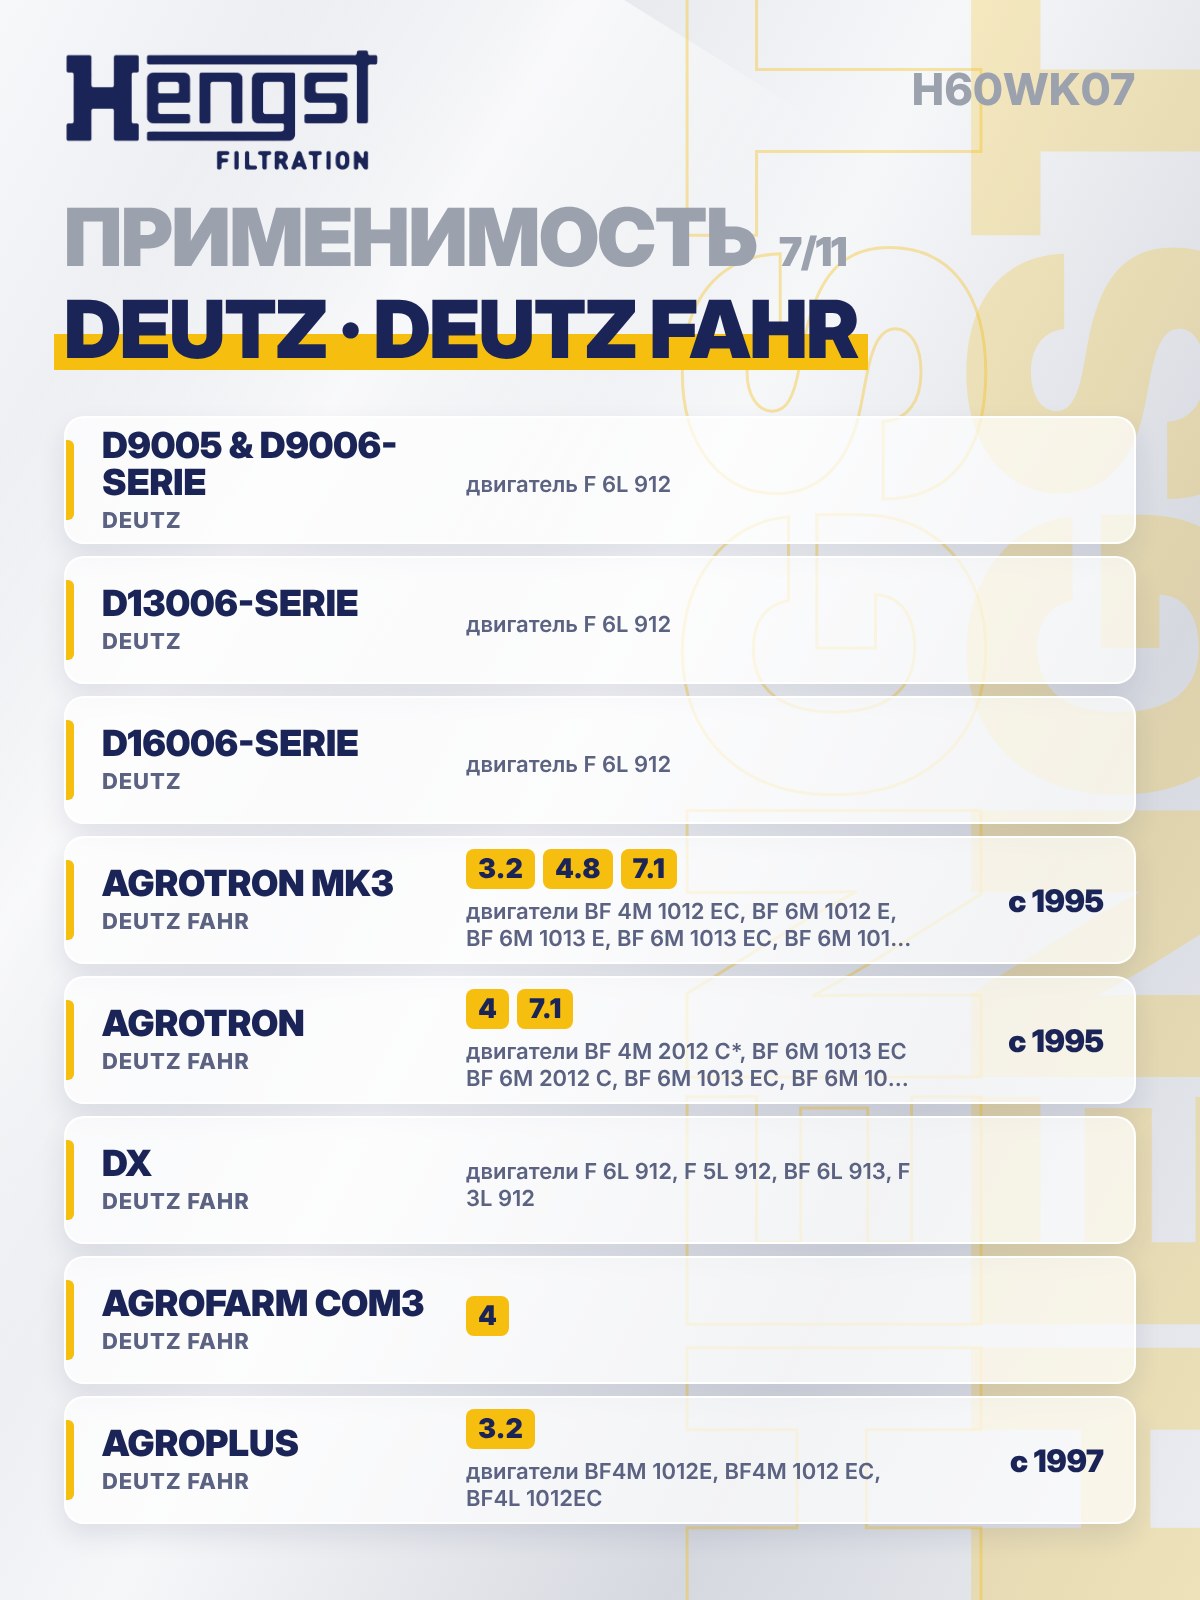 Hengst
FILTRATION
H60WK07
ПРИМЕНИМОСТЬ 7/11
DEUTZ · DEUTZ FAHR
D9005 & D9006-
SERIE
DEUTZ
двигатель F 6L 912
D13006-SERIE
DEUTZ
двигатель F 6L 912
D16006-SERIE
DEUTZ
двигатель F 6L 912
AGROTRON MK3
DEUTZ FAHR
3.2 4.8 7.1
двигатели BF 4M 1012 EC, BF 6M 1012 E,
BF 6M 1013 E, BF 6M 1013 EC, BF 6M 101...
с 1995
AGROTRON
DEUTZ FAHR
4 7.1
двигатели BF 4M 2012 C*, BF 6M 1013 EC
BF 6M 2012 C, BF 6M 1013 EC, BF 6M 10...
с 1995
DX
DEUTZ FAHR
двигатели F 6L 912, F 5L 912, BF 6L 913, F
3L 912
AGROFARM COM3
DEUTZ FAHR
4
AGROPLUS
DEUTZ FAHR
3.2
двигатели BF4M 1012E, BF4M 1012 EC,
BF4L 1012EC
с 1997
HENGST
HENGST